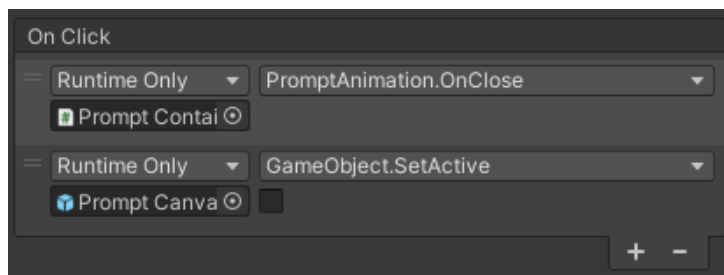 On Click
Runtime Only PromptAnimation.OnClose
Prompt Contai
Runtime Only GameObject.SetActive
Prompt Canva